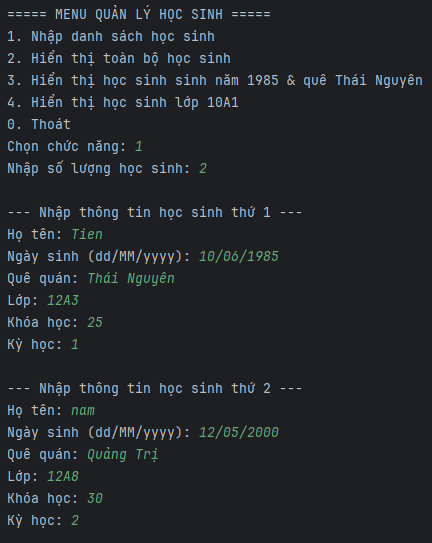 ===== MENU QUẢN LÝ HỌC SINH =====
1. Nhập danh sách học sinh
2. Hiển thị toàn bộ học sinh
3. Hiển thị học sinh sinh năm 1985 & quê Thái Nguyên
4. Hiển thị học sinh lớp 10A1
0. Thoát
Chọn chức năng: 1
Nhập số lượng học sinh: 2
--- Nhập thông tin học sinh thứ 1 ---
Họ tên: Tien
Ngày sinh (dd/MM/yyyy): 10/06/1985
Quê quán: Thái Nguyên
Lớp: 12A3
Khóa học: 25
Kỳ học: 1
--- Nhập thông tin học sinh thứ 2 ---
Họ tên: nam
Ngày sinh (dd/MM/yyyy): 12/05/2000
Quê quán: Quảng Trị
Lớp: 12A8
Khóa học: 30
Kỳ học: 2